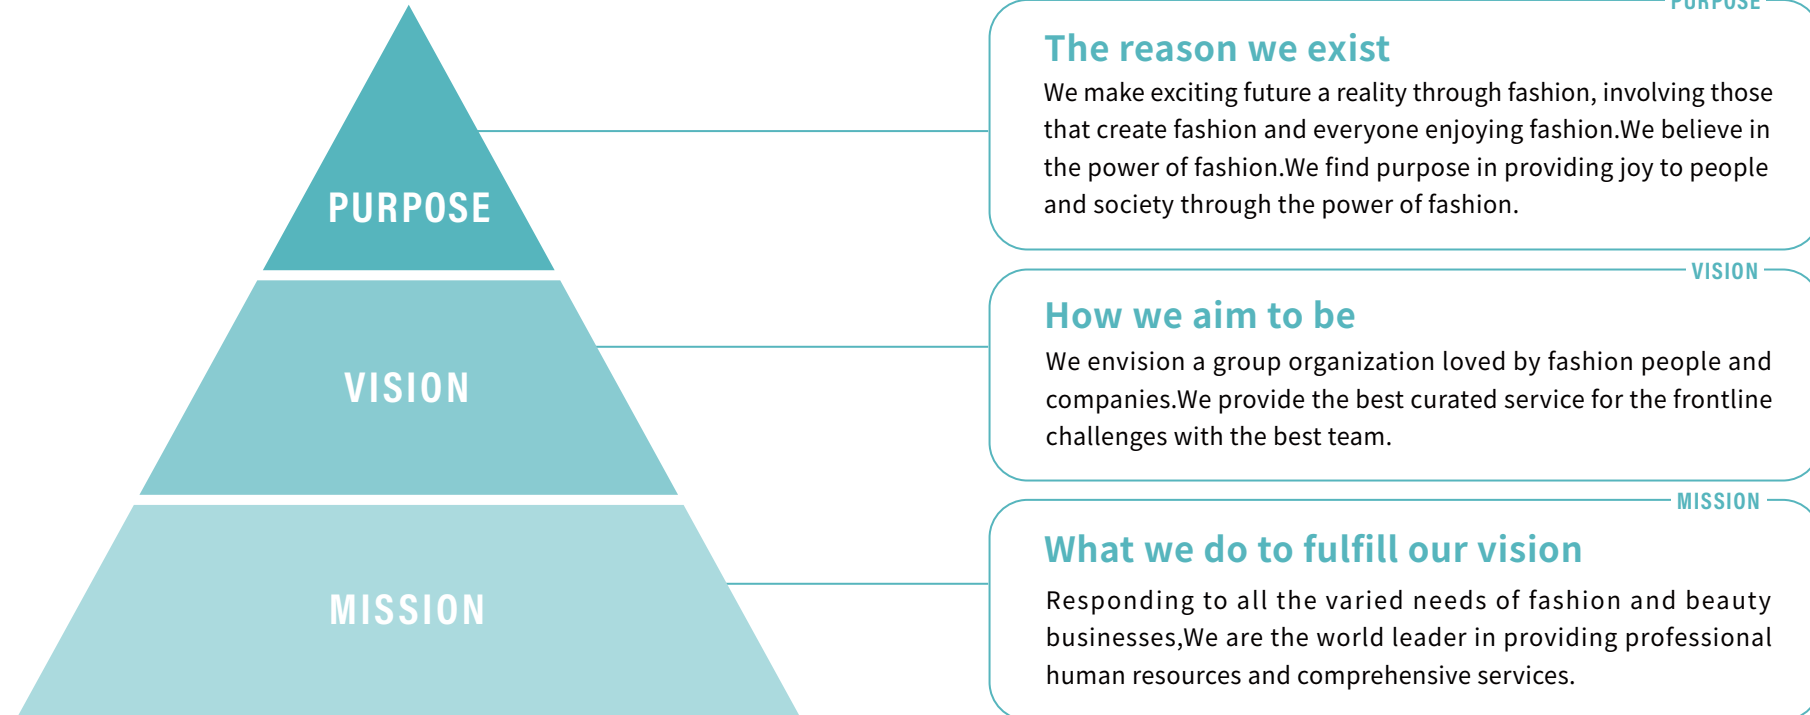 PURPOSE
The reason we exist
We make exciting future a reality through fashion, involving those
that create fashion and everyone enjoying fashion.We believe in
the power of fashion.We find purpose in providing joy to people
and society through the power of fashion.
PURPOSE
VISION
How we aim to be
We envision a group organization loved by fashion people and
companies.We provide the best curated service for the frontline
challenges with the best team.
VISION
MISSION
What we do to fulfill our vision
Responding to all the varied needs of fashion and beauty
businesses,We are the world leader in providing professional
human resources and comprehensive services.
MISSION